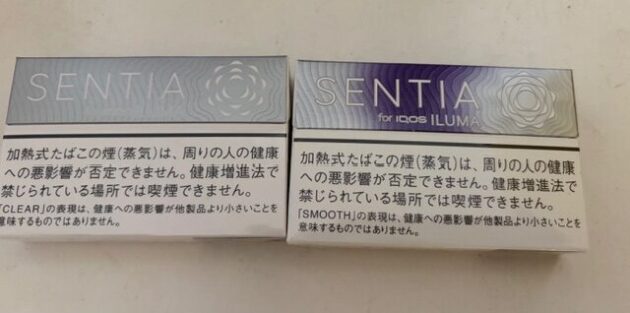 SENTIA
加熱式たばこの煙(蒸気)は、周りの人の健康
への悪影響が否定できません。健康増進法で
禁じられている場所では喫煙できません。
「CLEAR」の表現は、健康への悪影響が他製品より小さいことを
意味するものではありません。
SENTIA
for IQOS ILUMA
加熱式たばこの煙(蒸気)は、周りの人の健康
への悪影響が否定できません。健康増進法で
禁じられている場所では喫煙できません。
「SMOOTH」の表現は、健康への悪影響が他製品より小さいことを
意味するものではありません。